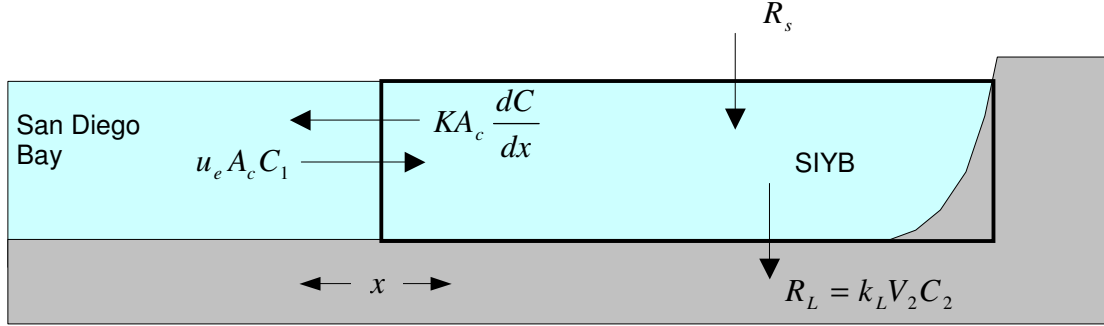 R_s
San Diego
Bay
KA_c dC/dx
u_e A_c C_1
SIYB
x
R_L = k_L V_2 C_2